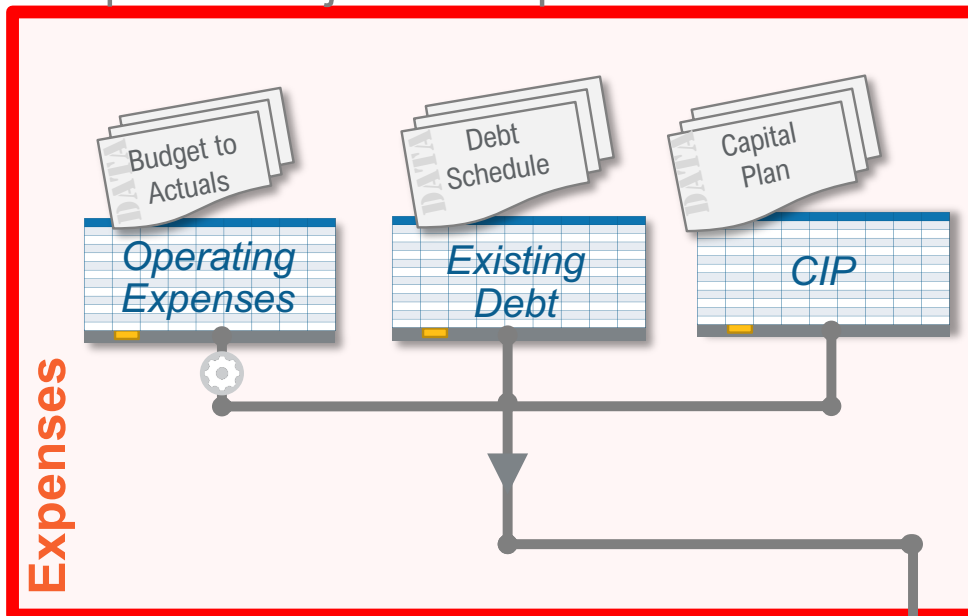 DATA
Budget to
Actuals
DATA
Debt
Schedule
DATA
Capital
Plan
Operating
Expenses
Existing
Debt
CIP
Expenses